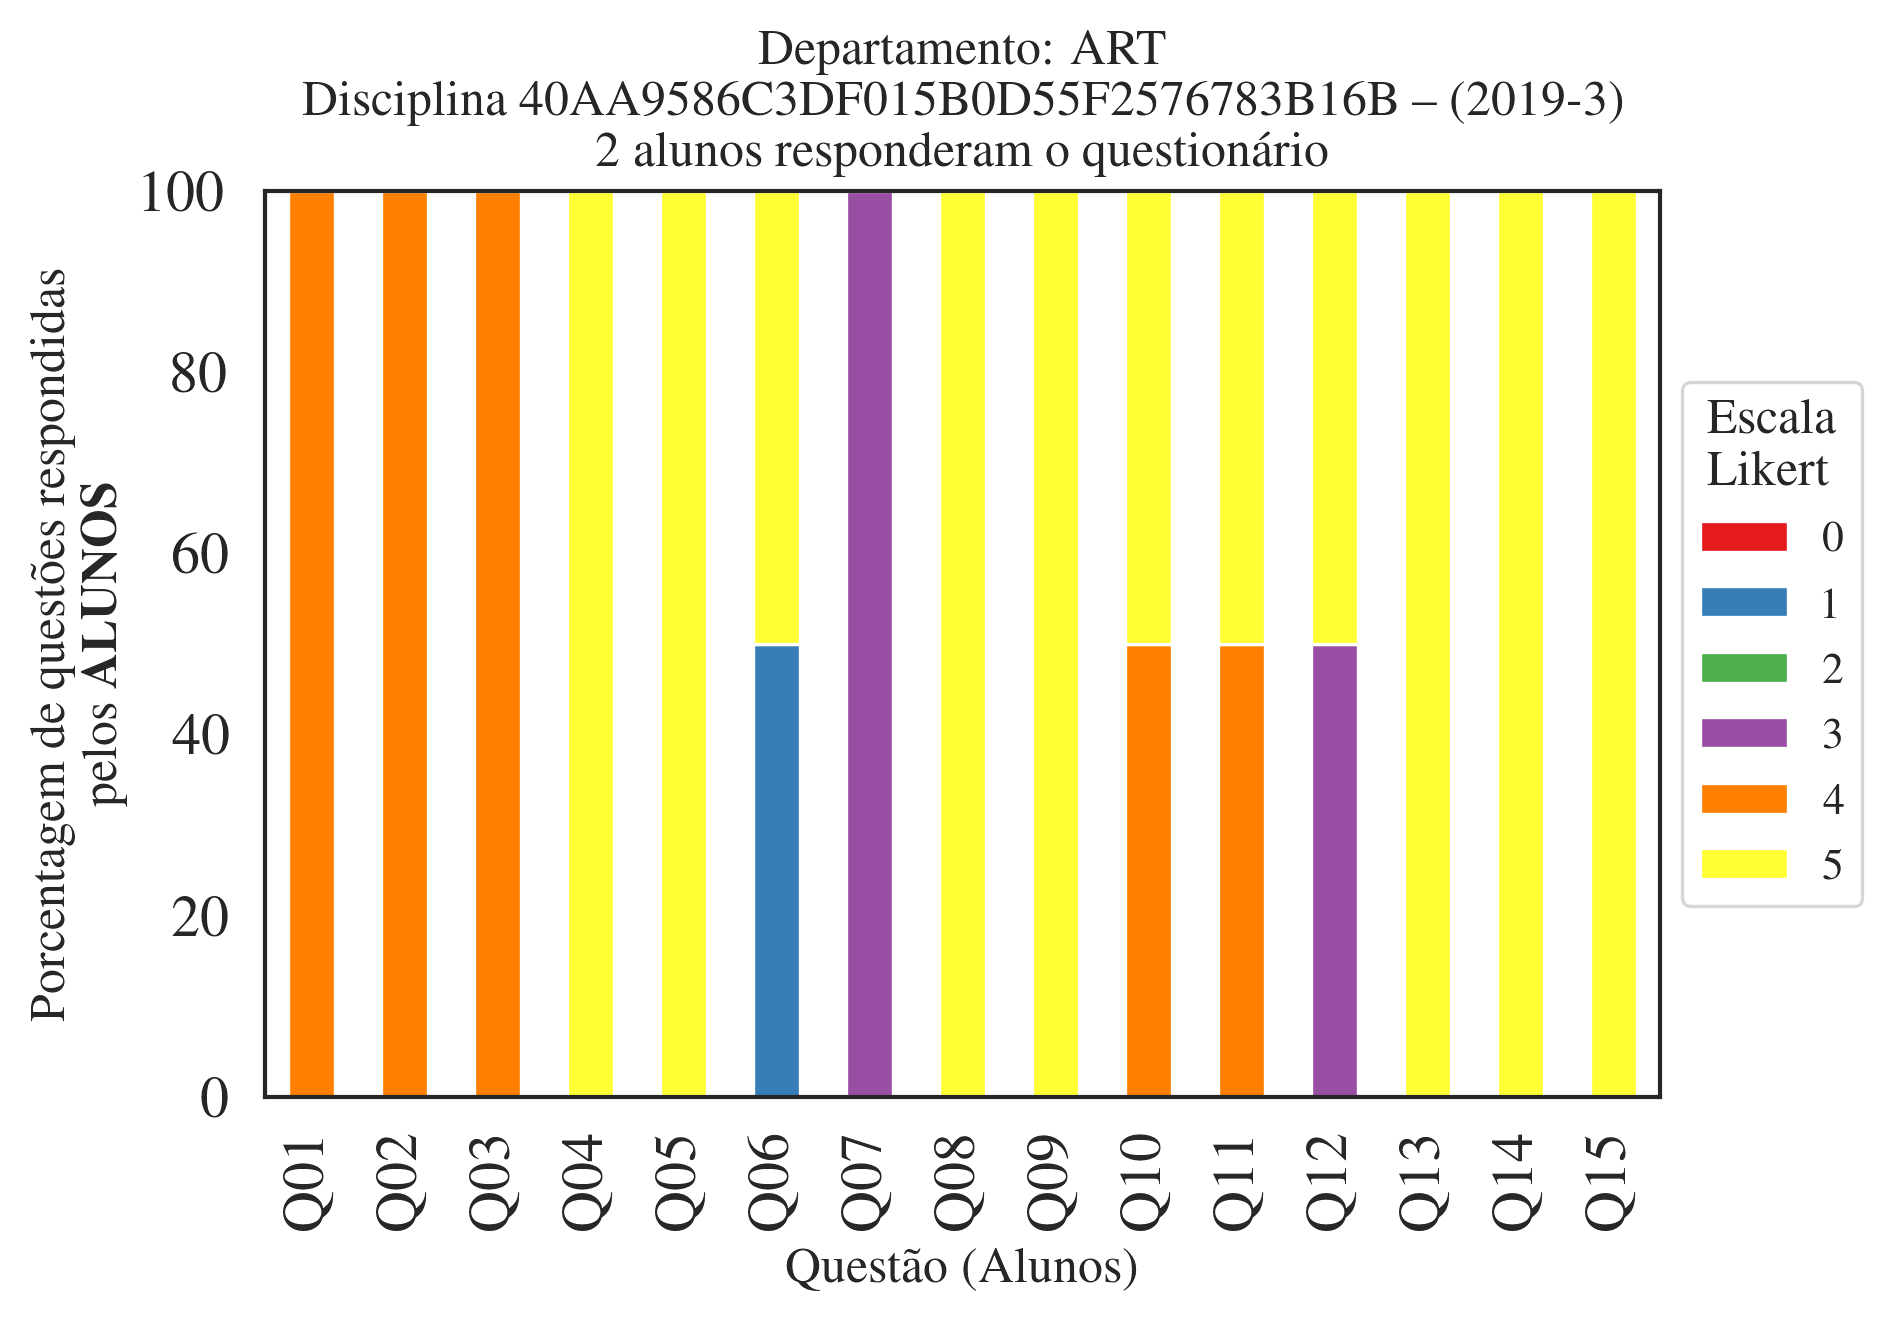 Departamento: ART
Disciplina 40AA9586C3DF015B0D55F2576783B16B – (2019-3)
2 alunos responderam o questionário
100
80
60
40
20
0
Porcentagem de questões respondidas
pelos ALUNOS
Q01
Q02
Q03
Q04
Q05
Q06
Q07
Q08
Q09
Q10
Q11
Q12
Q13
Q14
Q15
Questão (Alunos)
Escala
Likert
0
1
2
3
4
5